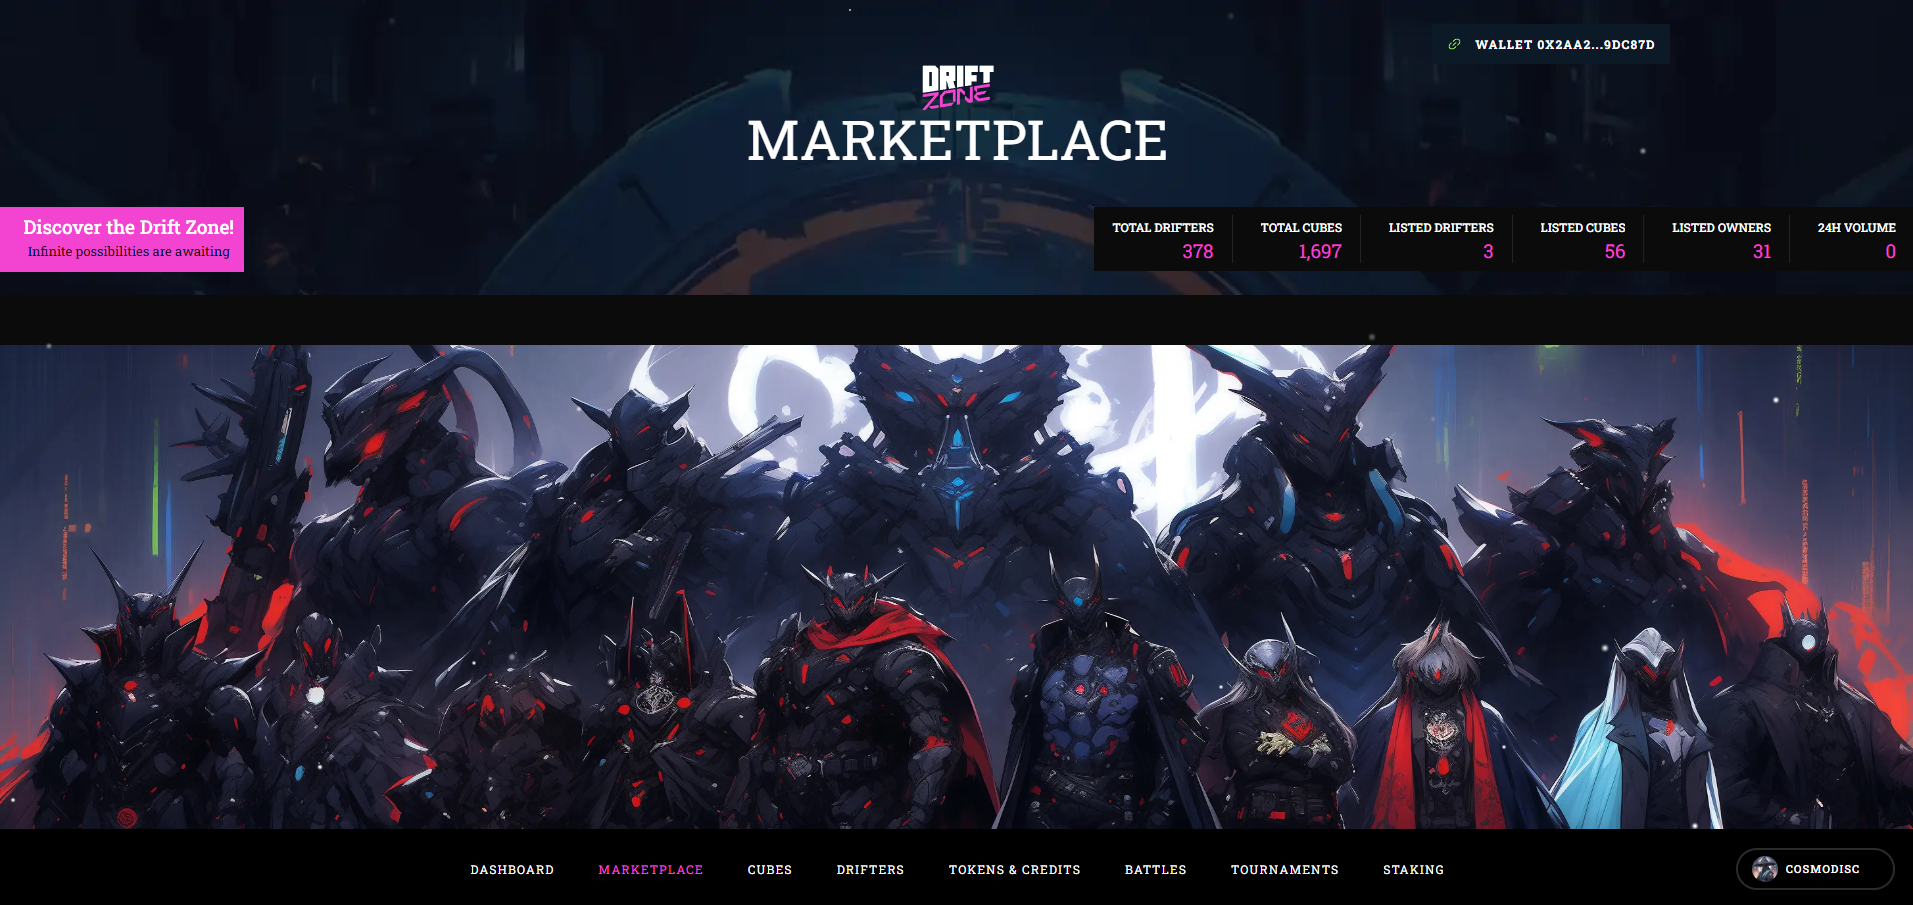 WALLET 0X2AA2...9DC87D
DRIFT
ZONE
MARKETPLACE
Discover the Drift Zone!
Infinite possibilities are awaiting
TOTAL DRIFTERS
378
TOTAL CUBES
1,697
LISTED DRIFTERS
3
LISTED CUBES
56
LISTED OWNERS
31
24H VOLUME
0
DASHBOARD MARKETPLACE CUBES DRIFTERS TOKENS & CREDITS BATTLES TOURNAMENTS STAKING COSMODISC